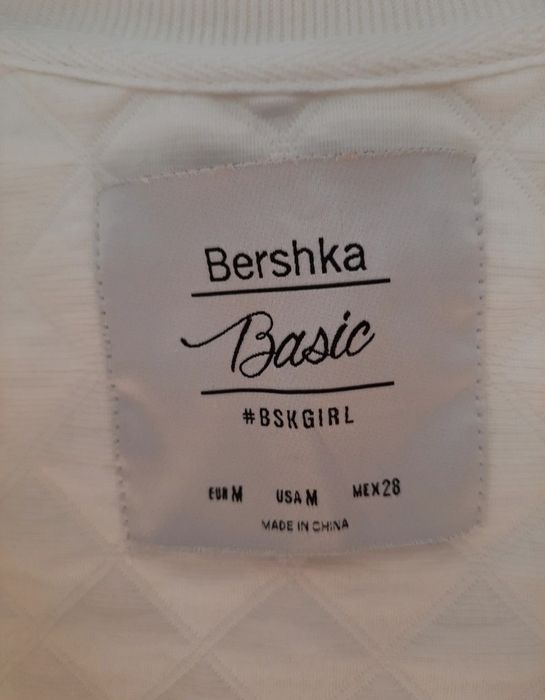 Bershka
Basic
#BSKGIRL
EUR M USA M MEX 28
MADE IN CHINA